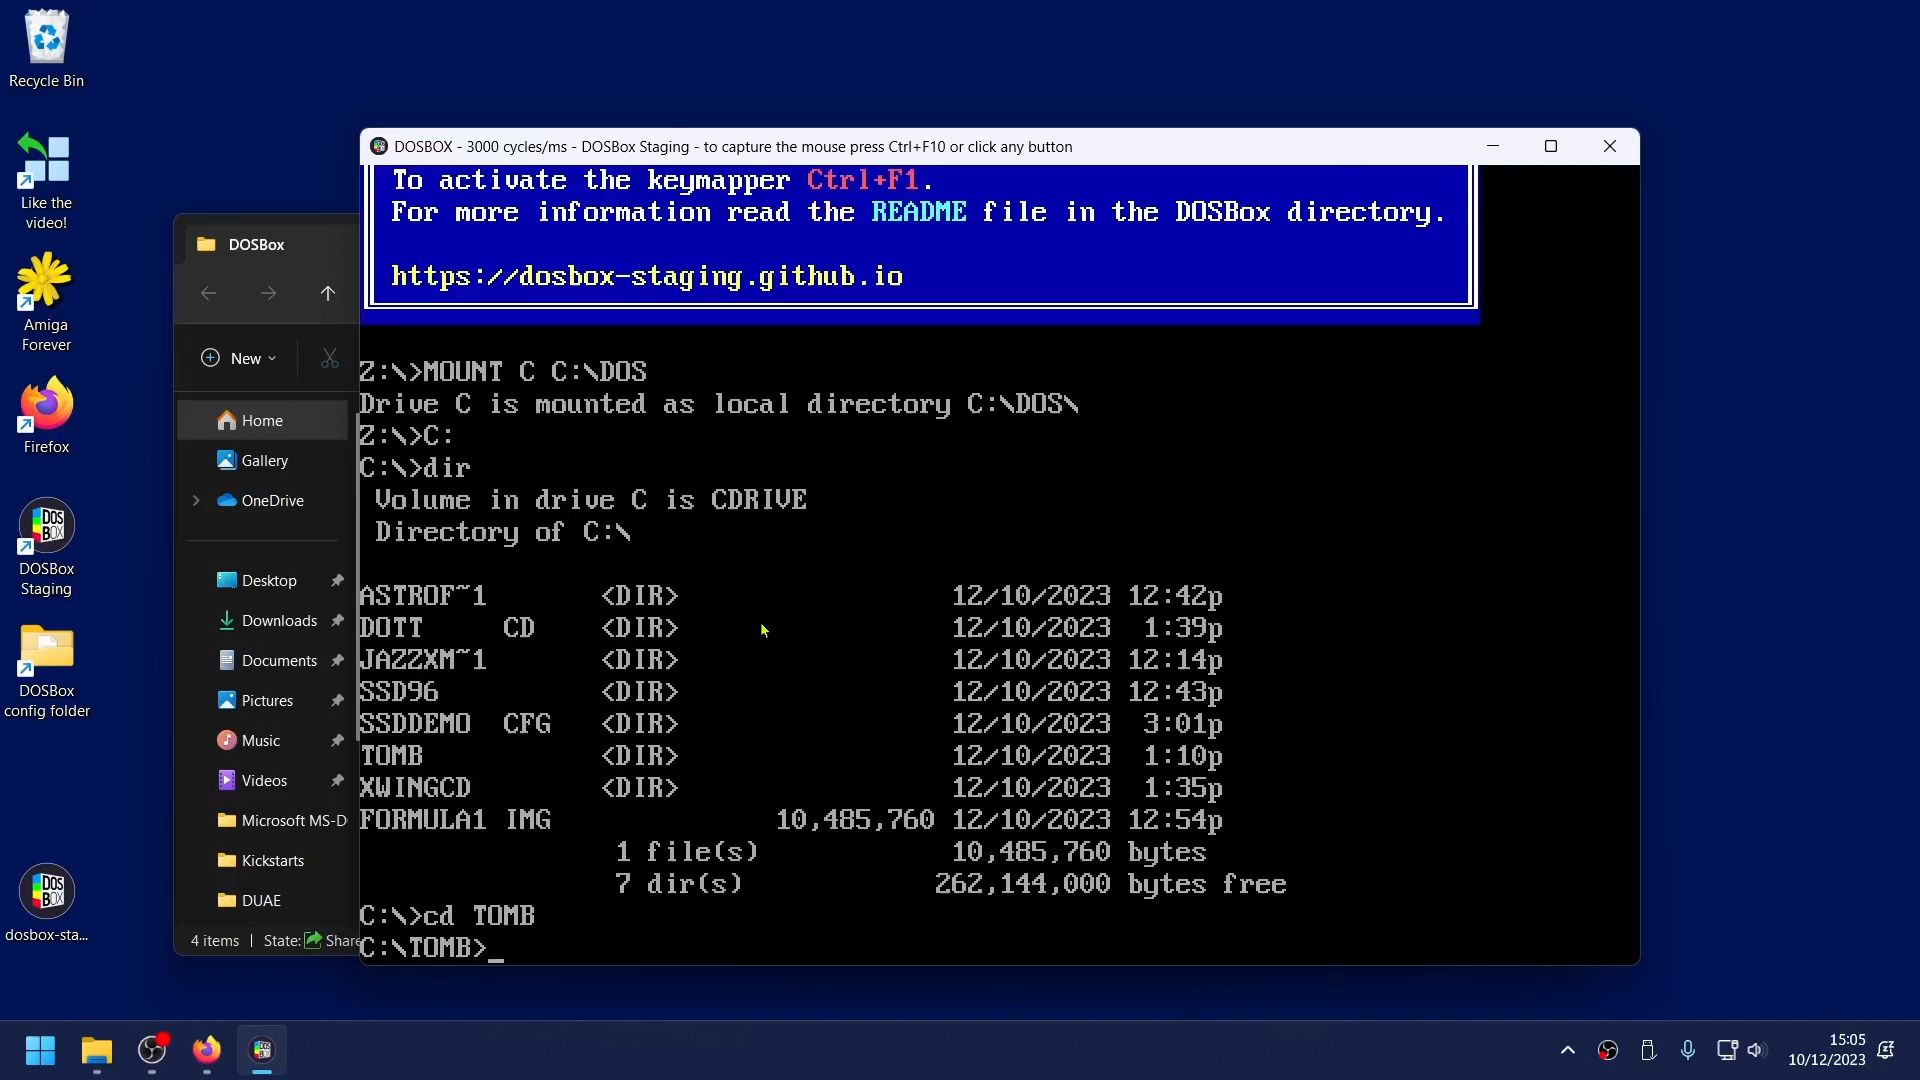 Recycle Bin
Like the
video!
Amiga
Forever
Firefox
DOSBox
Staging
DOSBox
config folder
dosbox-sta...
DOSBox
New
Home
Gallery
OneDrive
Desktop
Downloads
Documents
Pictures
Music
Videos
Microsoft MS-D
Kickstarts
DUAE
4 items | State: Share
DOSBOX - 3000 cycles/ms - DOSBox Staging - to capture the mouse press Ctrl+F10 or click any button
To activate the keymapper Ctrl+F1.
For more information read the README file in the DOSBox directory.
https://dosbox-staging.github.io
Z:\>MOUNT C C:\DOS
Drive C is mounted as local directory C:\DOS\
Z:\>C:
C:\>dir
Volume in drive C is CDRIVE
Directory of C:\
ASTROF~1 <DIR> 12/10/2023 12:42p
DOTT CD <DIR> 12/10/2023 1:39p
JAZZXM~1 <DIR> 12/10/2023 12:14p
SSD96 <DIR> 12/10/2023 12:43p
SSDDEMO CFG <DIR> 12/10/2023 3:01p
TOMB <DIR> 12/10/2023 1:10p
XWINGCD <DIR> 12/10/2023 1:35p
FORMULA1 IMG 10,485,760 12/10/2023 12:54p
1 file(s) 10,485,760 bytes
7 dir(s) 262,144,000 bytes free
C:\>cd TOMB
C:\TOMB>_
15:05
10/12/2023